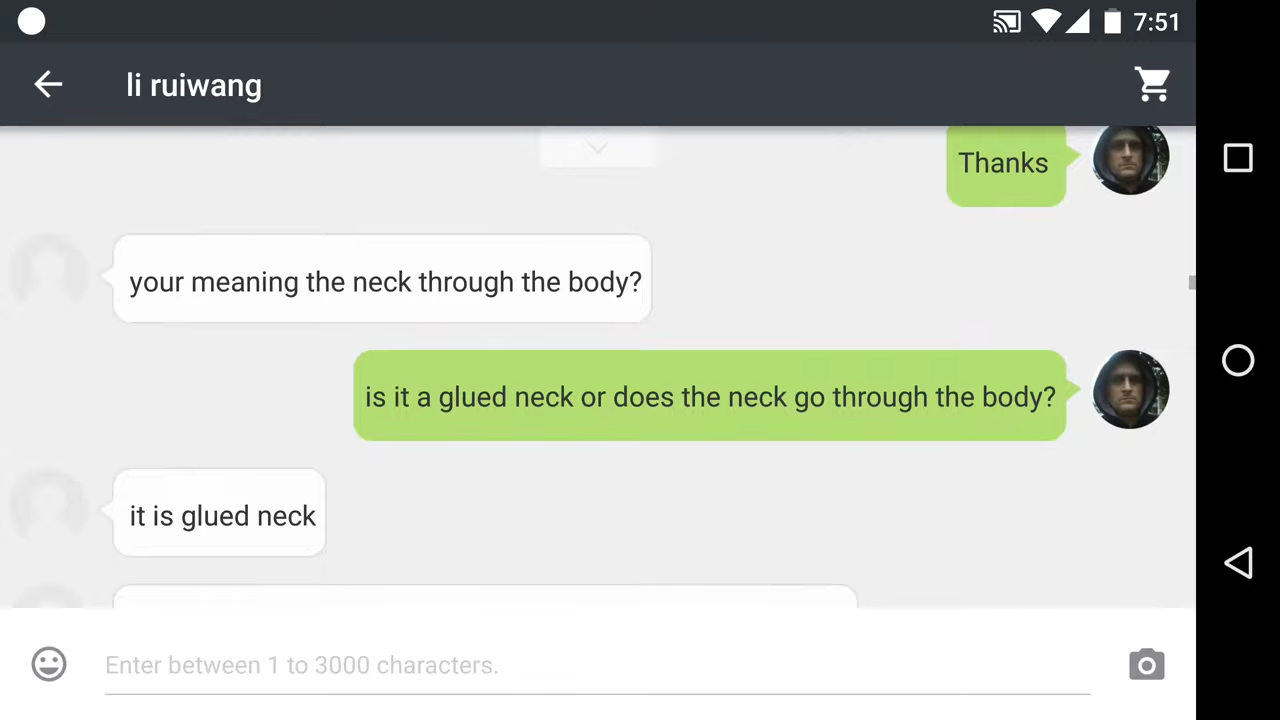 7:51
li ruiwang
Thanks
your meaning the neck through the body?
is it a glued neck or does the neck go through the body?
it is glued neck
Enter between 1 to 3000 characters.